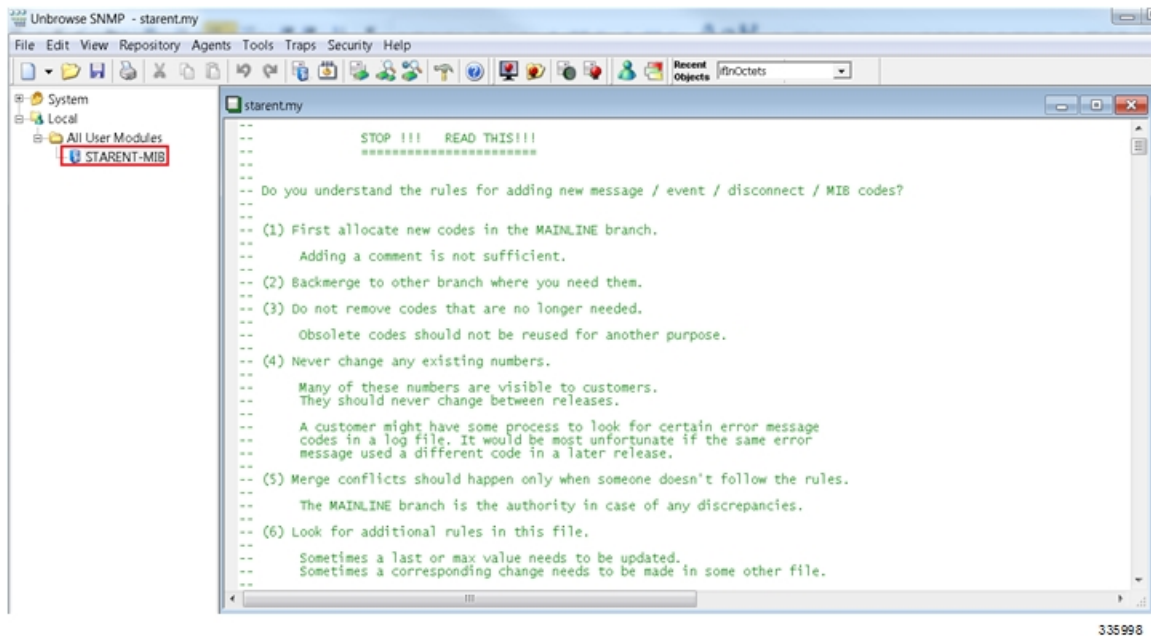 Unbrowse SNMP - starent.my
File Edit View Repository Agents Tools Traps Security Help
Recent Objects ifInOctets
System
Local
All User Modules
STARENT-MIB
starent.my
--
-- STOP !!! READ THIS!!!
-- ========================
--
-- Do you understand the rules for adding new message / event / disconnect / MIB codes?
--
--
-- (1) First allocate new codes in the MAINLINE branch.
--
-- Adding a comment is not sufficient.
--
-- (2) Backmerge to other branch where you need them.
--
-- (3) Do not remove codes that are no longer needed.
--
-- Obsolete codes should not be reused for another purpose.
--
-- (4) Never change any existing numbers.
--
-- Many of these numbers are visible to customers.
-- They should never change between releases.
--
-- A customer might have some process to look for certain error message
-- codes in a log file. It would be most unfortunate if the same error
-- message used a different code in a later release.
--
-- (5) Merge conflicts should happen only when someone doesn't follow the rules.
--
-- The MAINLINE branch is the authority in case of any discrepancies.
--
-- (6) Look for additional rules in this file.
--
-- Sometimes a last or max value needs to be updated.
-- Sometimes a corresponding change needs to be made in some other file.
--
335998